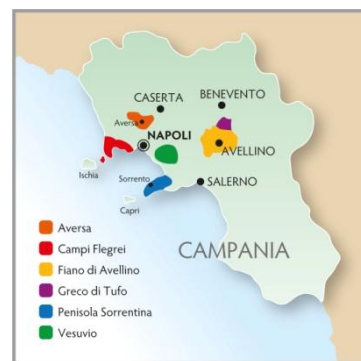 CASERTA
BENEVENTO
Aversa
NAPOLI
AVELLINO
Ischia
Sorrento
SALERNO
Capri
CAMPANIA
Aversa
Campi Flegrei
Fiano di Avellino
Greco di Tufo
Penisola Sorrentina
Vesuvio